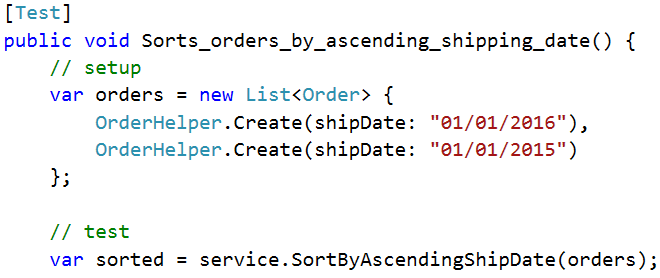 [Test]
public void Sorts_orders_by_ascending_shipping_date() {
    // setup
    var orders = new List<Order> {
        OrderHelper.Create(shipDate: "01/01/2016"),
        OrderHelper.Create(shipDate: "01/01/2015")
    };

    // test
    var sorted = service.SortByAscendingShipDate(orders);